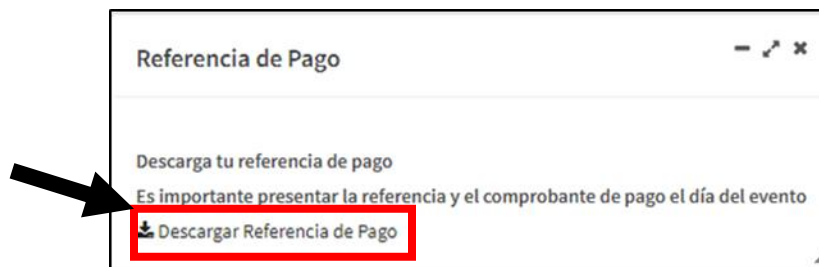 Referencia de Pago
Descarga tu referencia de pago
Es importante presentar la referencia y el comprobante de pago el día del evento
Descargar Referencia de Pago